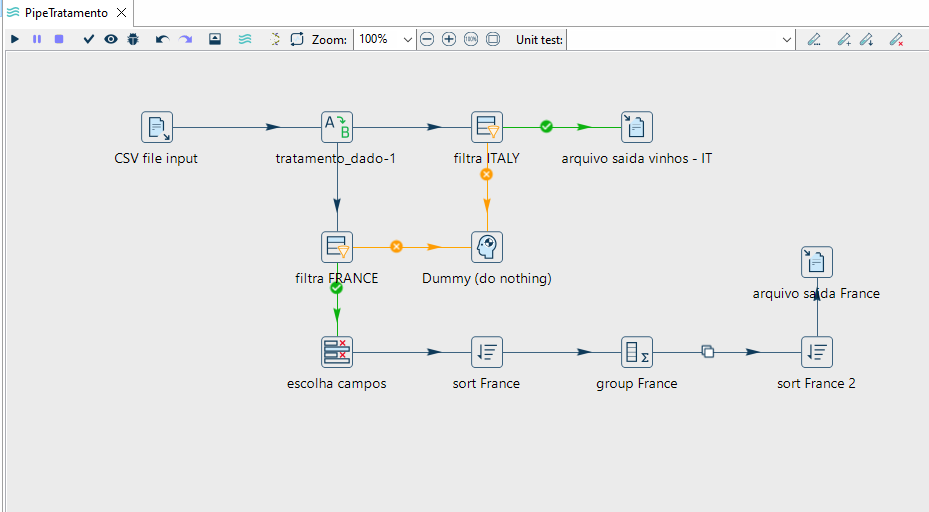 PipeTratamento
Zoom: 100% Unit test:
CSV file input
tratamento_dado-1
filtra ITALY
arquivo saida vinhos - IT
filtra FRANCE
Dummy (do nothing)
arquivo saida France
escolha campos
sort France
group France
sort France 2